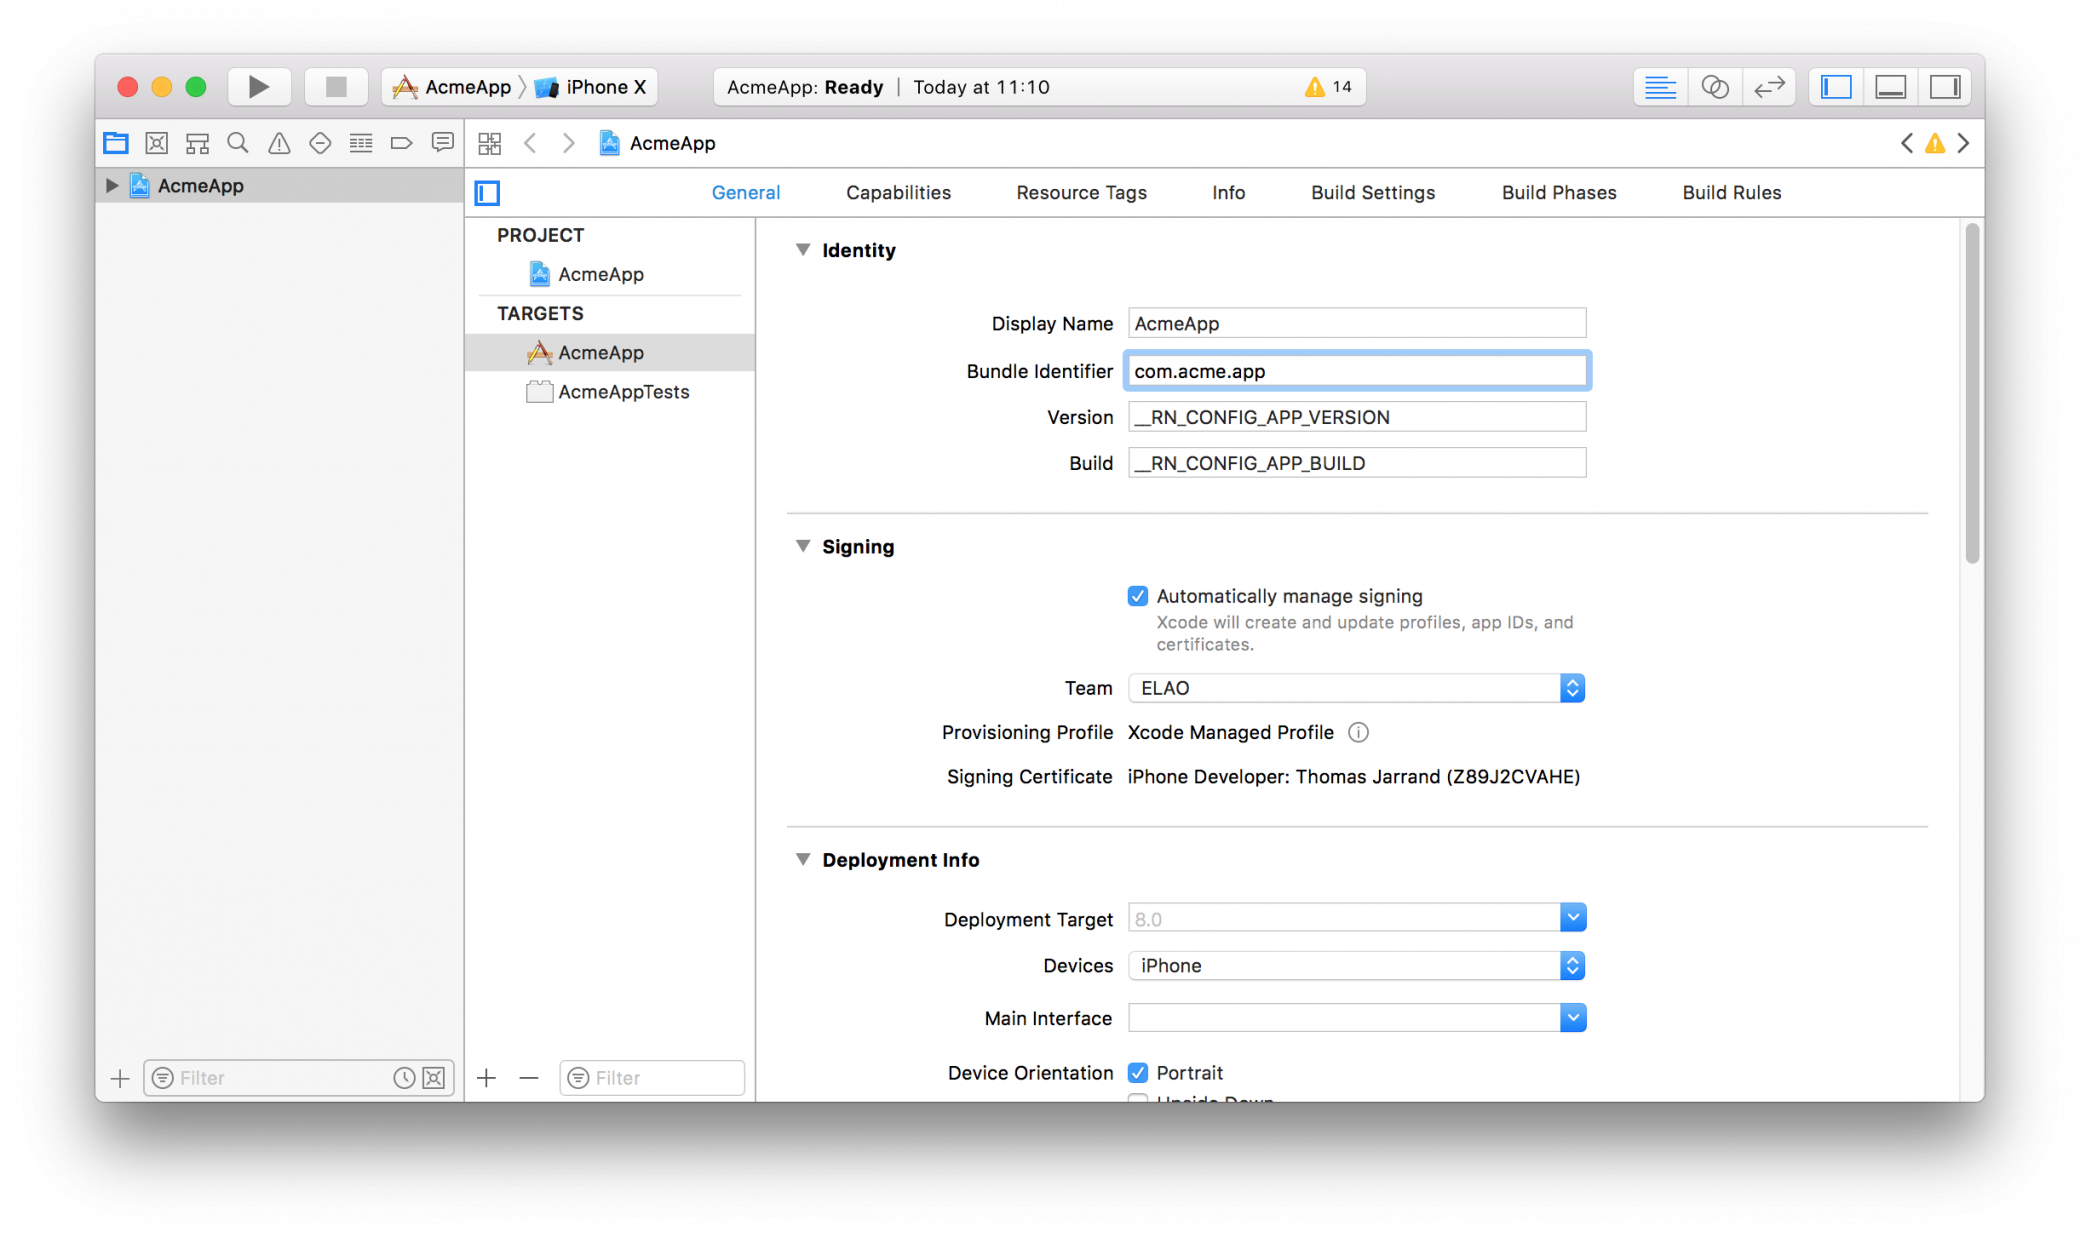 AcmeApp iPhone X
AcmeApp: Ready | Today at 11:10 14
AcmeApp
AcmeApp
General Capabilities Resource Tags Info Build Settings Build Phases Build Rules
PROJECT
AcmeApp
TARGETS
AcmeApp
AcmeAppTests
Identity
Display Name AcmeApp
Bundle Identifier com.acme.app
Version __RN_CONFIG_APP_VERSION
Build __RN_CONFIG_APP_BUILD
Signing
Automatically manage signing
Xcode will create and update profiles, app IDs, and
certificates.
Team ELAO
Provisioning Profile Xcode Managed Profile
Signing Certificate iPhone Developer: Thomas Jarrand (Z89J2CVAHE)
Deployment Info
Deployment Target 8.0
Devices iPhone
Main Interface
Device Orientation Portrait
Upside Down
Filter
Filter